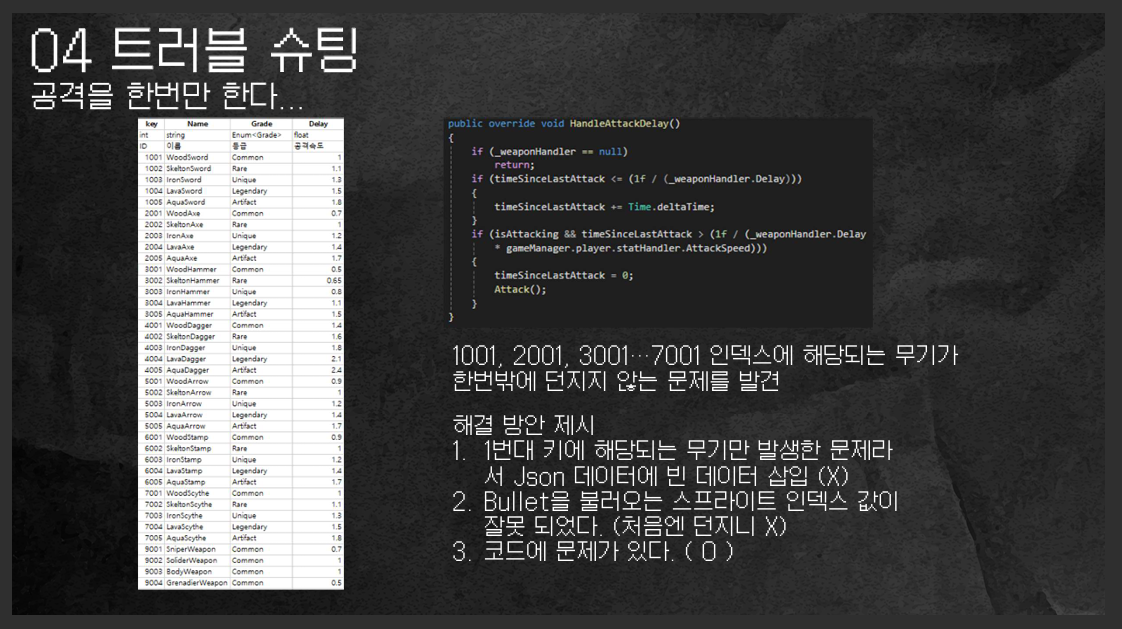 04 트러블 슈팅
공격을 한번만 한다...
key Name Grade Delay
int string Enum<Grade> float
ID 이름 등급 공격속도
1001 WoodSword Common 1
1002 SkeltonSword Rare 1.1
1003 IronSword Unique 1.3
1004 LavaSword Legendary 1.5
1005 AquaSword Artifact 1.8
2001 WoodAxe Common 0.7
2002 SkeltonAxe Rare 1
2003 IronAxe Unique 1.2
2004 LavaAxe Legendary 1.4
2005 AquaAxe Artifact 1.7
3001 WoodHammer Common 0.5
3002 SkeltonHammer Rare 0.65
3003 IronHammer Unique 0.8
3004 LavaHammer Legendary 1.1
3005 AquaHammer Artifact 1.5
4001 WoodDagger Common 1.4
4002 SkeltonDagger Rare 1.6
4003 IronDagger Unique 1.8
4004 LavaDagger Legendary 2.1
4005 AquaDagger Artifact 2.4
5001 WoodArrow Common 0.9
5002 SkeltonArrow Rare 1
5003 IronArrow Unique 1.2
5004 LavaArrow Legendary 1.4
5005 AquaArrow Artifact 1.7
6001 WoodStamp Common 0.9
6002 SkeltonStamp Rare 1
6003 IronStamp Unique 1.2
6004 LavaStamp Legendary 1.4
6005 AquaStamp Artifact 1.7
7001 WoodScythe Common 1
7002 SkeltonScythe Rare 1.1
7003 IronScythe Unique 1.3
7004 LavaScythe Legendary 1.5
7005 AquaScythe Artifact 1.8
9001 SniperWeapon Common 0.7
9002 SoliderWeapon Common 1
9003 BodyWeapon Common 1
9004 GrenadierWeapon Common 0.5
public override void HandleAttackDelay()
{
if (_weaponHandler == null)
return;
if (timeSinceLastAttack <= (1f / (_weaponHandler.Delay)))
{
timeSinceLastAttack += Time.deltaTime;
}
if (isAttacking && timeSinceLastAttack > (1f / (_weaponHandler.Delay
* gameManager.player.statHandler.AttackSpeed)))
{
timeSinceLastAttack = 0;
Attack();
}
}
1001, 2001, 3001…7001 인덱스에 해당되는 무기가
한번밖에 던지지 않는 문제를 발견
해결 방안 제시
1. 1번대 키에 해당되는 무기만 발생한 문제라
서 Json 데이터에 빈 데이터 삽입 (X)
2. Bullet을 불러오는 스프라이트 인덱스 값이
잘못 되었다. (처음엔 던지니 X)
3. 코드에 문제가 있다. ( O )